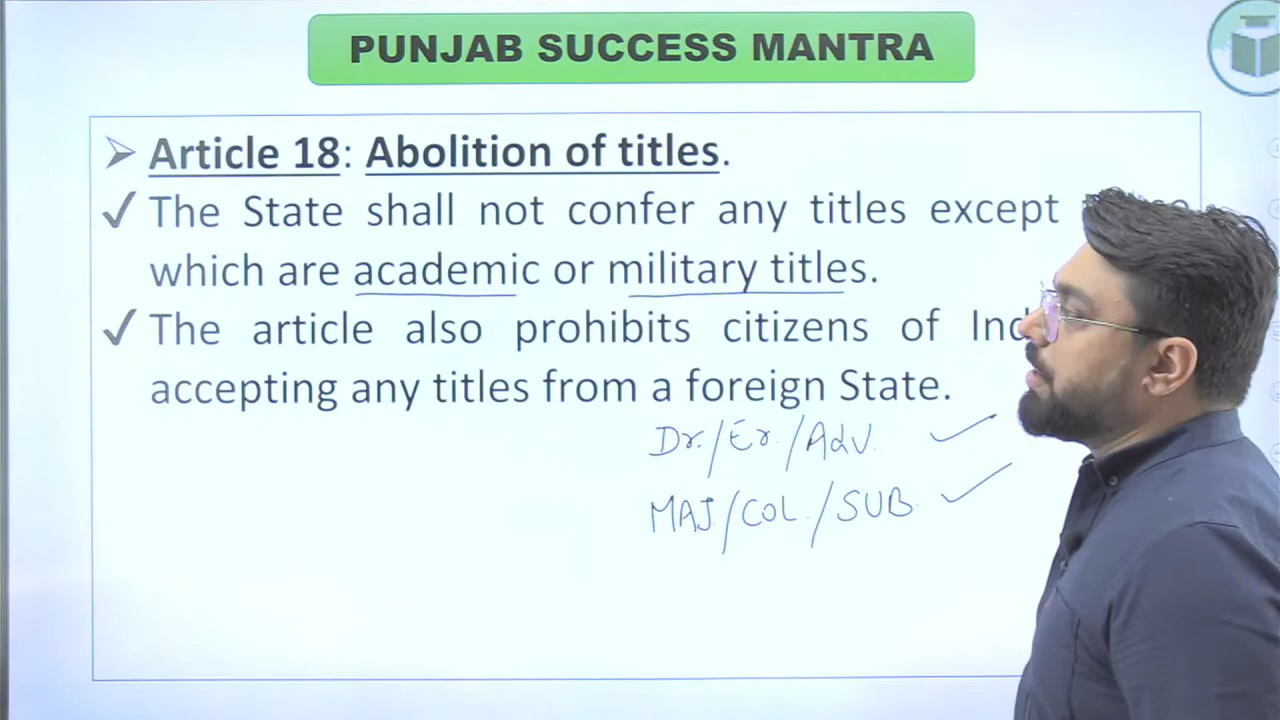 PUNJAB SUCCESS MANTRA
Article 18: Abolition of titles.
The State shall not confer any titles except
which are academic or military titles.
The article also prohibits citizens of
accepting any titles from a foreign State.
Dr./Er./Adv.
MAJ./COL./SUB.